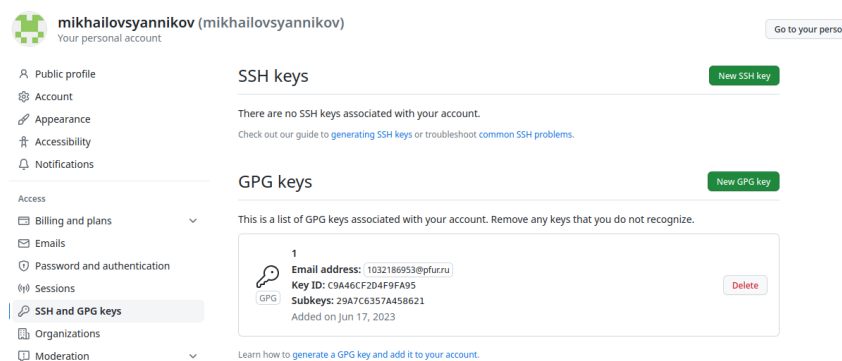 mikhailovsyannikov (mikhailovsyannikov)
Your personal account
Go to your perso
Public profile
Account
Appearance
Accessibility
Notifications
Access
Billing and plans
Emails
Password and authentication
Sessions
SSH and GPG keys
Organizations
Moderation
SSH keys
New SSH key
There are no SSH keys associated with your account.
Check out our guide to generating SSH keys or troubleshoot common SSH problems.
GPG keys
New GPG key
This is a list of GPG keys associated with your account. Remove any keys that you do not recognize.
1
Email address: 1032186953@pfur.ru
Key ID: C9A46CF2D4F9FA95
GPG
Subkeys: 29A7C6357A458621
Added on Jun 17, 2023
Delete
Learn how to generate a GPG key and add it to your account.